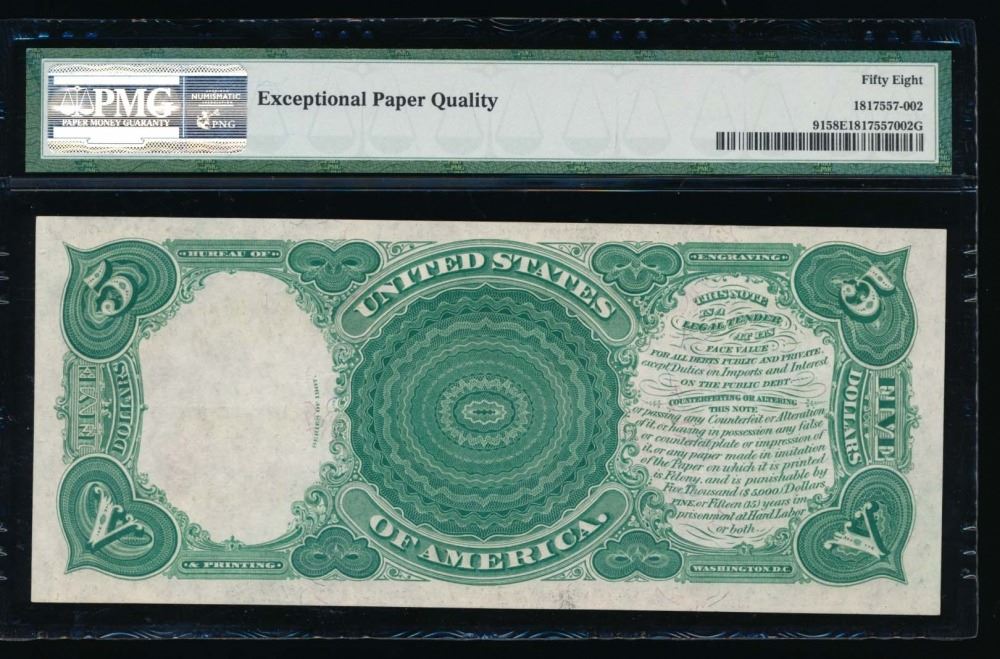 PMG
PAPER MONEY GUARANTY
NUMISMATIC
PNG
Exceptional Paper Quality
Fifty Eight
1817557-002
9158E1817557002G
BUREAU OF
ENGRAVING
UNITED STATES
5
5
FIVE
DOLLARS
SERIES OF 1907.
THIS NOTE
IS A
LEGAL TENDER
AT ITS
FACE VALUE
FOR ALL DEBTS PUBLIC AND PRIVATE,
except Duties on Imports and Interest
ON THE PUBLIC DEBT
COUNTERFEITING OR ALTERING
THIS NOTE
or passing any Counterfeit or Alteration
of it, or having in possession any false
or counterfeit plate or impression of
it, or any paper made in imitation
of the Paper on which it is printed
is Felony, and is punishable by
Five Thousand ($5,000) Dollars
FINE, or Fifteen (15) years im
prisonment at Hard Labor
or both
DOLLARS
FIVE
V
V
OF AMERICA.
& PRINTING
WASHINGTON D.C.